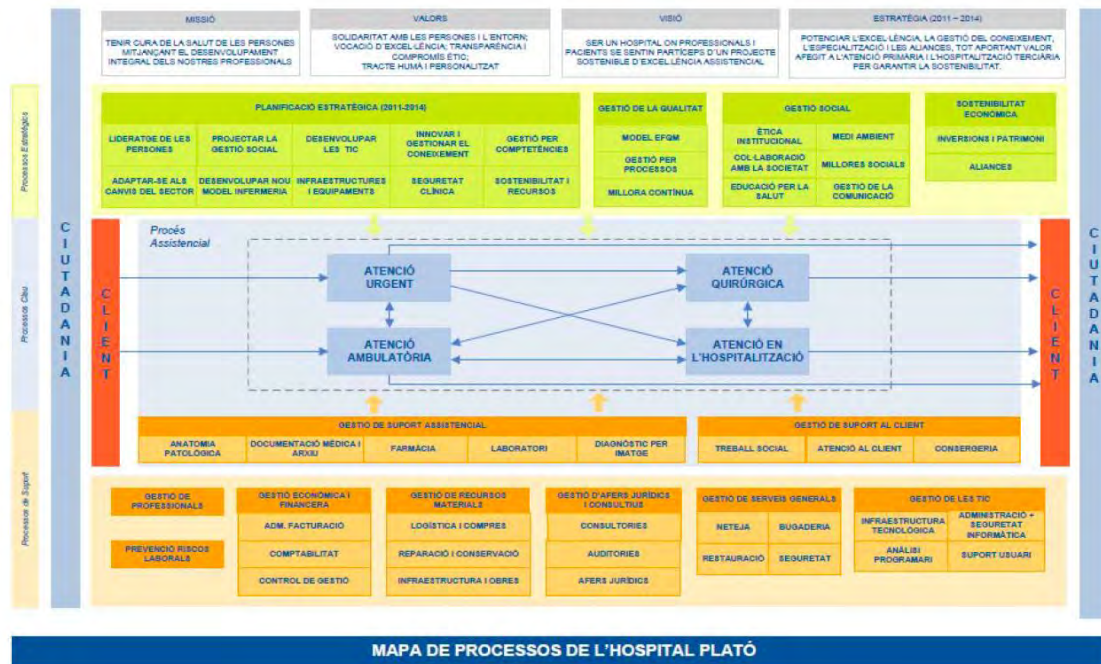 MISSIÓ
TENIR CURA DE LA SALUT DE LES PERSONES
MITJANÇANT EL DESENVOLUPAMENT
INTEGRAL DELS NOSTRES PROFESSIONALS
VALORS
SOLIDARITAT AMB LES PERSONES I L'ENTORN;
VOCACIÓ D'EXCEL·LÈNCIA; TRANSPARÈNCIA I
COMPROMÍS ÈTIC;
TRACTE HUMÀ I PERSONALITZAT
VISIÓ
SER UN HOSPITAL ON PROFESSIONALS I
PACIENTS SE SENTIN PARTÍCEPS D'UN PROJECTE
SOSTENIBLE D'EXCEL·LÈNCIA ASSISTENCIAL
ESTRATÈGIA (2011 – 2014)
POTENCIAR L'EXCEL·LÈNCIA, LA GESTIÓ DEL CONEIXEMENT,
L'ESPECIALITZACIÓ I LES ALIANCES, TOT APORTANT VALOR
AFEGIT A L'ATENCIÓ PRIMÀRIA I L'HOSPITALITZACIÓ TERCIÀRIA
PER GARANTIR LA SOSTENIBILITAT.
Processos Estratègics
PLANIFICACIÓ ESTRATÈGICA (2011-2014)
LIDERATGE DE LES
PERSONES
PROJECTAR LA
GESTIÓ SOCIAL
DESENVOLUPAR
LES TIC
INNOVAR I
GESTIONAR EL
CONEIXEMENT
GESTIÓ PER
COMPTETÈNCIES
ADAPTAR-SE ALS
CANVIS DEL SECTOR
DESENVOLUPAR NOU
MODEL INFERMERIA
INFRAESTRUCTURES
I EQUIPAMENTS
SEGURETAT
CLÍNICA
SOSTENIBILITAT I
RECURSOS
GESTIÓ DE LA QUALITAT
MODEL EFQM
GESTIÓ PER
PROCESSOS
MILLORA CONTÍNUA
GESTIÓ SOCIAL
ÈTICA
INSTITUCIONAL
MEDI AMBIENT
COL·LABORACIÓ
AMB LA SOCIETAT
MILLORES SOCIALS
EDUCACIÓ PER LA
SALUT
GESTIÓ DE LA
COMUNICACIÓ
SOSTENIBILITAT
ECONÒMICA
INVERSIONS I PATRIMONI
ALIANCES
Processos Clau
CIUTADANIA
CLIENT
Procés
Assistencial
ATENCIÓ
URGENT
ATENCIÓ
QUIRÚRGICA
ATENCIÓ
AMBULATÒRIA
ATENCIÓ EN
L'HOSPITALITZACIÓ
CLIENT
CIUTADANIA
GESTIÓ DE SUPORT ASSISTENCIAL
ANATOMIA
PATOLÒGICA
DOCUMENTACIÓ MÈDICA I
ARXIU
FARMÀCIA
LABORATORI
DIAGNÒSTIC PER
IMATGE
GESTIÓ DE SUPORT AL CLIENT
TREBALL SOCIAL
ATENCIÓ AL CLIENT
CONSERGERIA
Processos de Suport
GESTIÓ DE
PROFESSIONALS
PREVENCIÓ RISCOS
LABORALS
GESTIÓ ECONÒMICA I
FINANCERA
ADM. FACTURACIÓ
COMPTABILITAT
CONTROL DE GESTIÓ
GESTIÓ DE RECURSOS
MATERIALS
LOGÍSTICA I COMPRES
REPARACIÓ I CONSERVACIÓ
INFRAESTRUCTURA I OBRES
GESTIÓ D'AFERS JURÍDICS
I CONSULTIUS
CONSULTORIES
AUDITORIES
AFERS JURÍDICS
GESTIÓ DE SERVEIS GENERALS
NETEJA
BUGADERIA
RESTAURACIÓ
SEGURETAT
GESTIÓ DE LES TIC
INFRAESTRUCTURA
TECNOLÒGICA
ADMINISTRACIÓ +
SEGURETAT
INFORMÀTICA
ANÀLISI
PROGRAMARI
SUPORT USUARI
MAPA DE PROCESSOS DE L'HOSPITAL PLATÓ